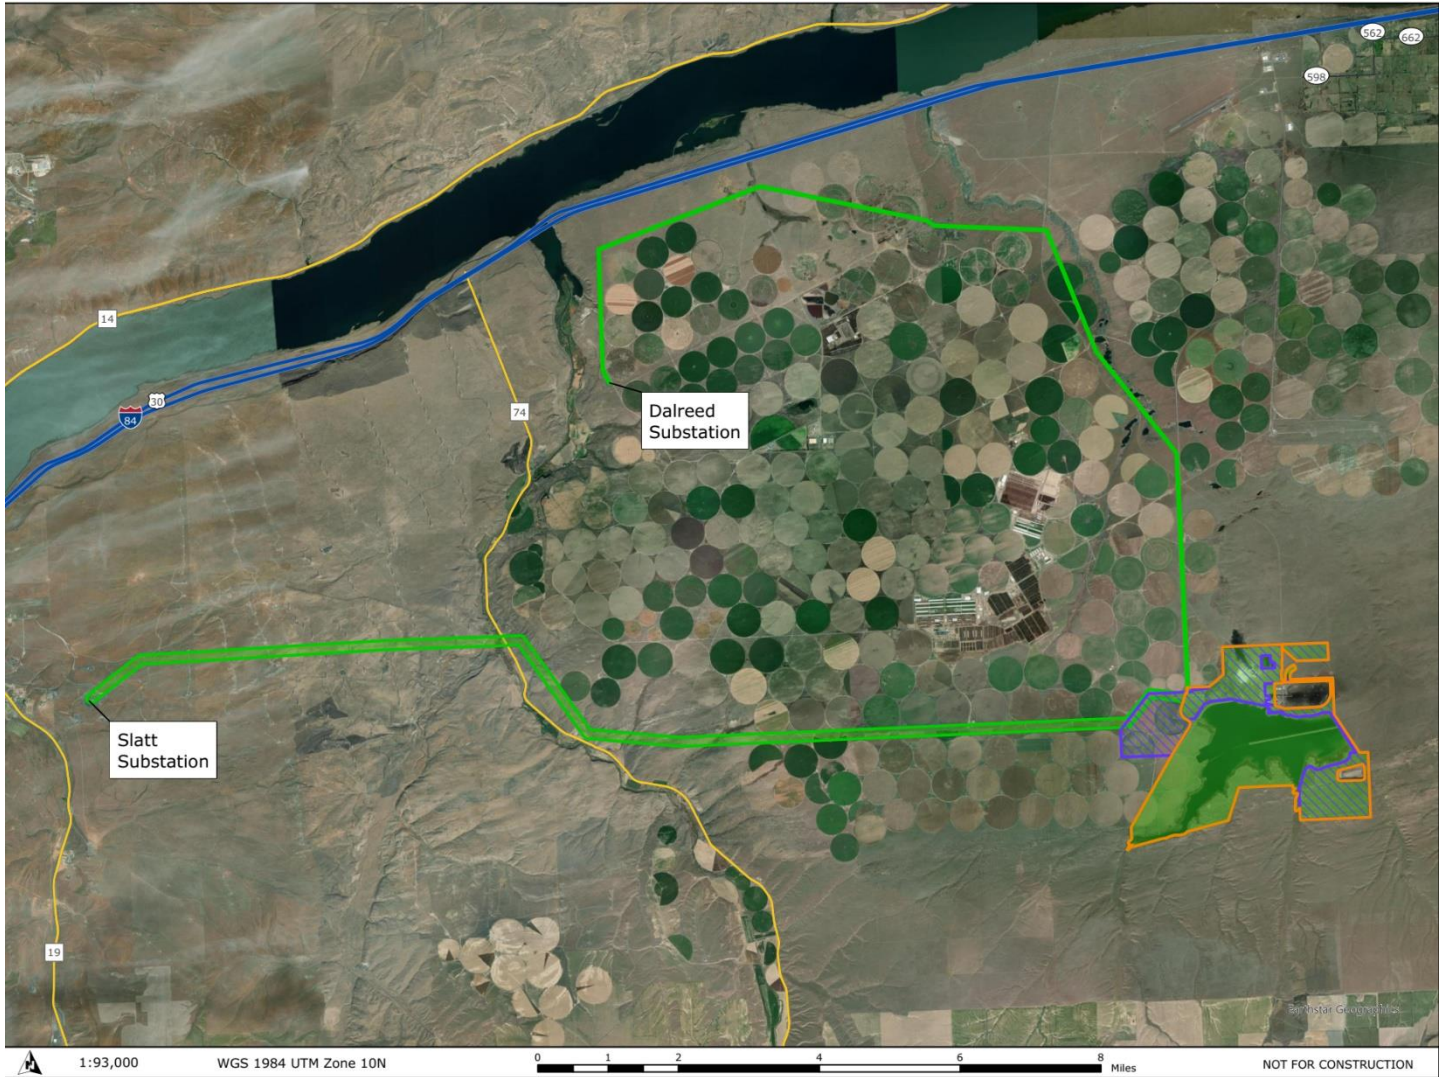 562
662
598
14
30
84
74
Dalreed
Substation
Slatt
Substation
19
Earthstar Geographics
1:93,000
WGS 1984 UTM Zone 10N
0 1 2 4 6 8
Miles
NOT FOR CONSTRUCTION